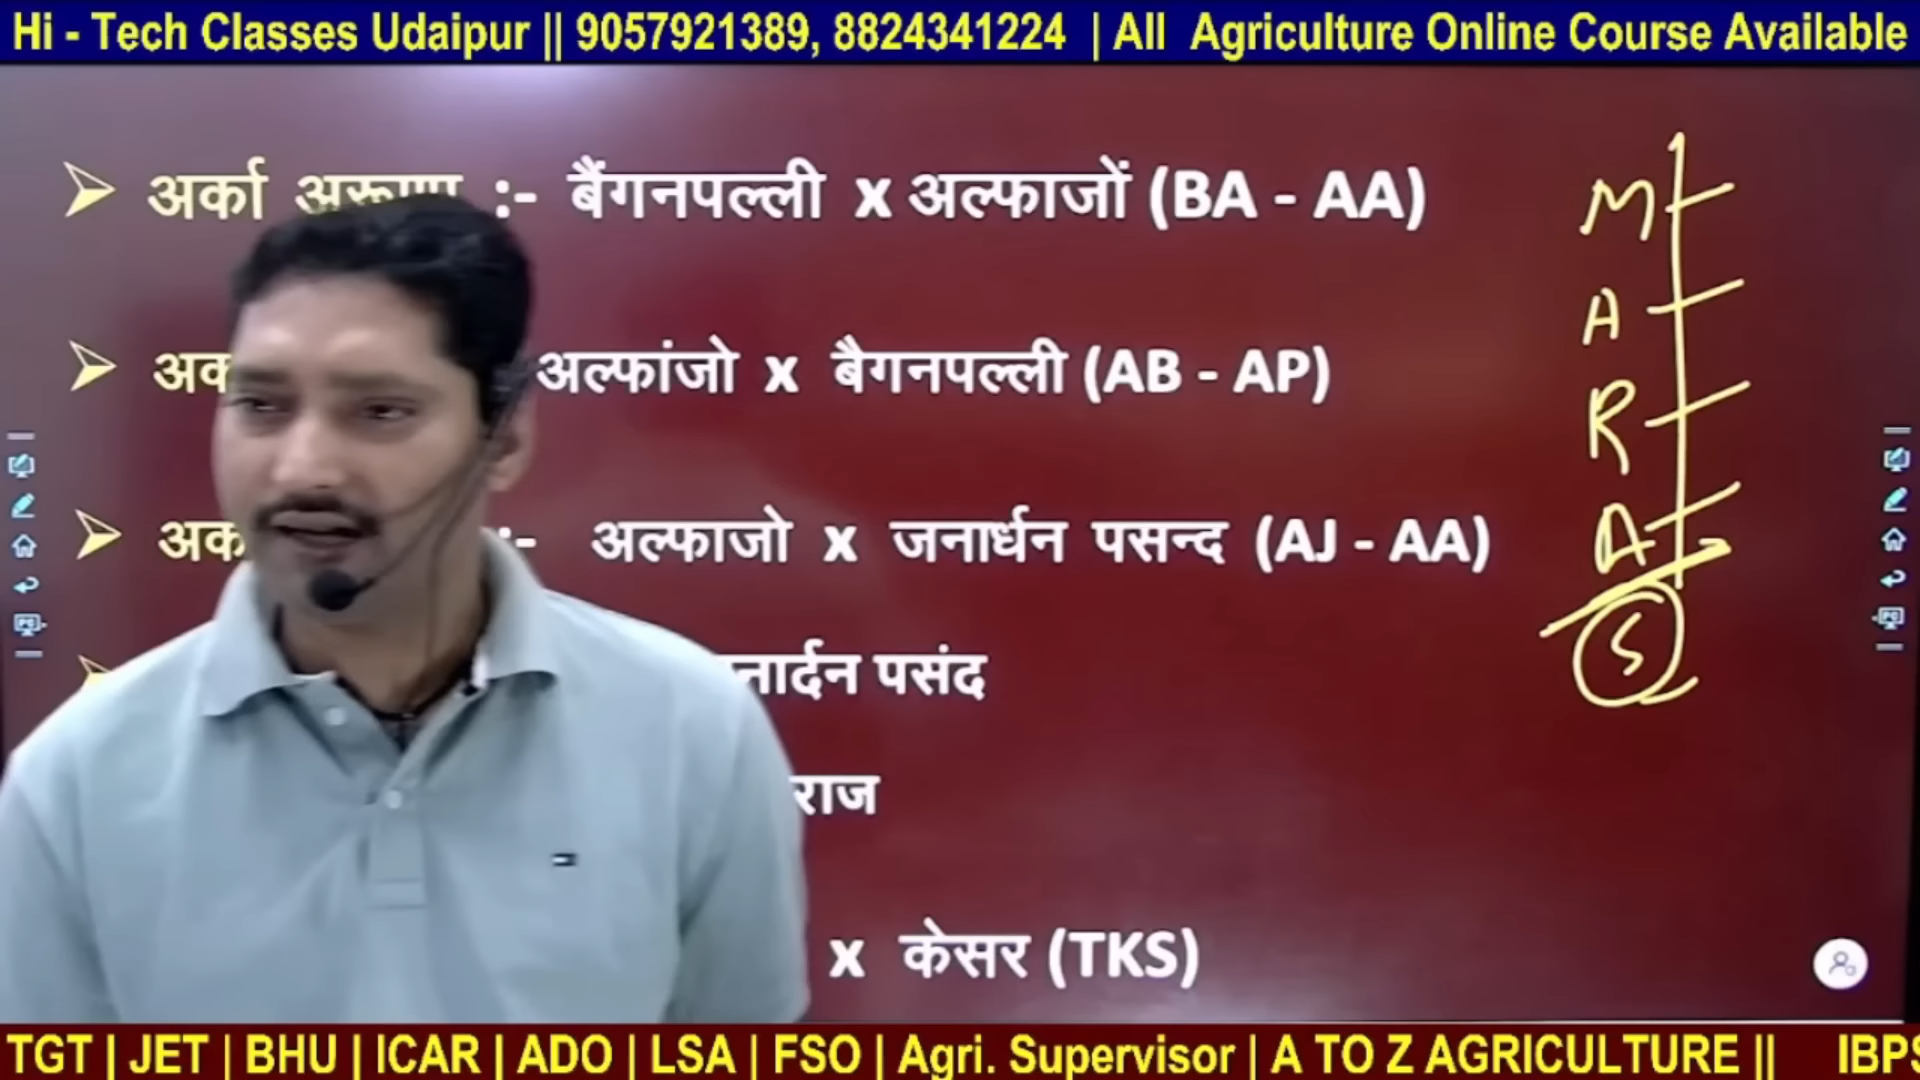 Hi - Tech Classes Udaipur || 9057921389, 8824341224 | All Agriculture Online Course Available
अर्का :- बैंगनपल्ली x अल्फाजों (BA - AA)
अल्फांजो x बैगनपल्ली (AB - AP)
:- अल्फाजो x जनार्धन पसन्द (AJ - AA)
पसंद
x केसर (TKS)
M
A
R
A
S
TGT | JET | BHU | ICAR | ADO | LSA | FSO | Agri. Supervisor | A TO Z AGRICULTURE ||